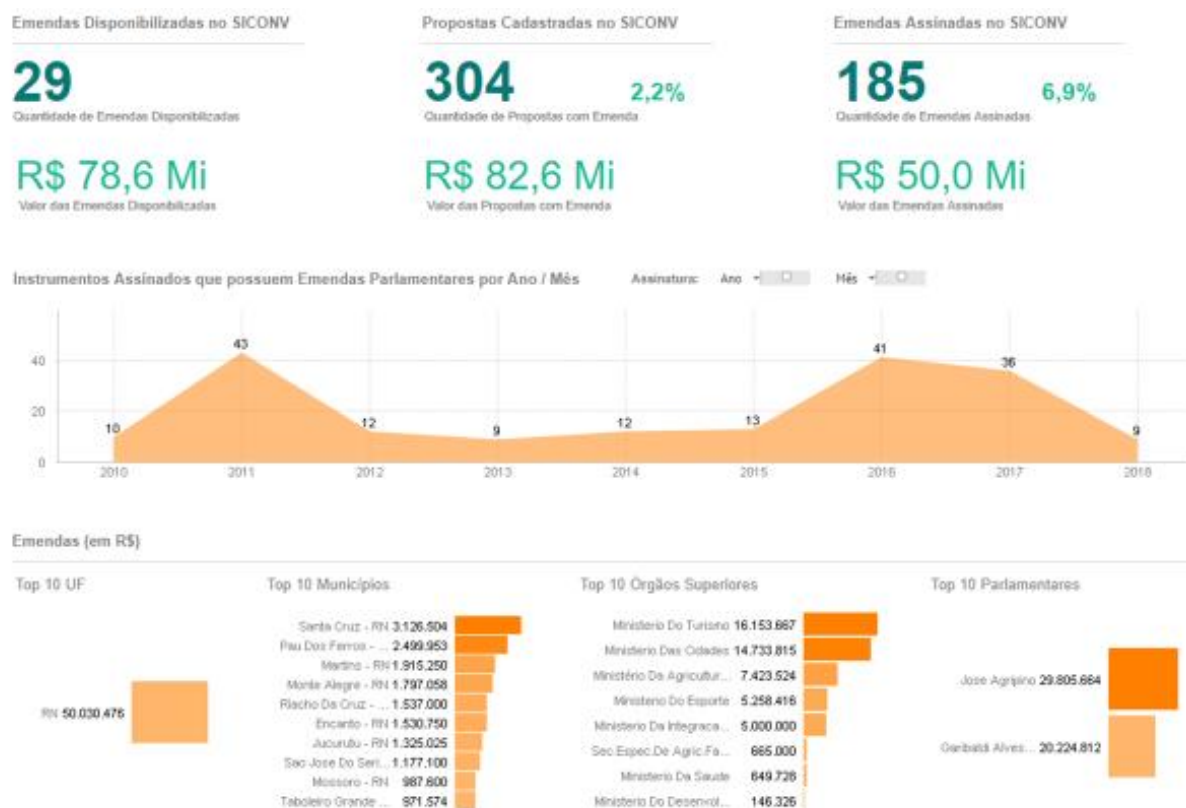 Emendas Disponibilizadas no SICONV
Propostas Cadastradas no SICONV
Emendas Assinadas no SICONV
29
Quantidade de Emendas Disponibilizadas
304
2,2%
Quantidade de Propostas com Emenda
185
6,9%
Quantidade de Emendas Assinadas
R$ 78,6 Mi
Valor das Emendas Disponibilizadas
R$ 82,6 Mi
Valor das Propostas com Emenda
R$ 50,0 Mi
Valor das Emendas Assinadas
Instrumentos Assinados que possuem Emendas Parlamentares por Ano / Mês
Assinatura: Ano Mês
40
20
0
10
43
12
9
12
13
41
36
9
2010 2011 2012 2013 2014 2015 2016 2017 2018
Emendas (em R$)
Top 10 UF
RN 50.030.476
Top 10 Municípios
Santa Cruz - RN 3.126.504
Pau Dos Ferros - ... 2.499.953
Martins - RN 1.915.250
Monte Alegre - RN 1.797.058
Riacho Da Cruz - ... 1.537.000
Encanto - RN 1.530.750
Jucurutu - RN 1.325.025
Sao Jose Do Seri... 1.177.100
Mossoro - RN 987.600
Taboleiro Grande ... 971.574
Top 10 Órgãos Superiores
Ministerio Do Turismo 16.153.667
Ministerio Das Cidades 14.733.815
Ministério Da Agricultur... 7.423.524
Ministerio Do Esporte 5.258.416
Ministerio Da Integraca... 5.000.000
Sec.Espec.De Agric.Fa... 665.000
Ministerio Da Saude 649.728
Ministerio Do Desenvol... 146.326
Top 10 Parlamentares
Jose Agripino 29.805.664
Garibaldi Alves... 20.224.812